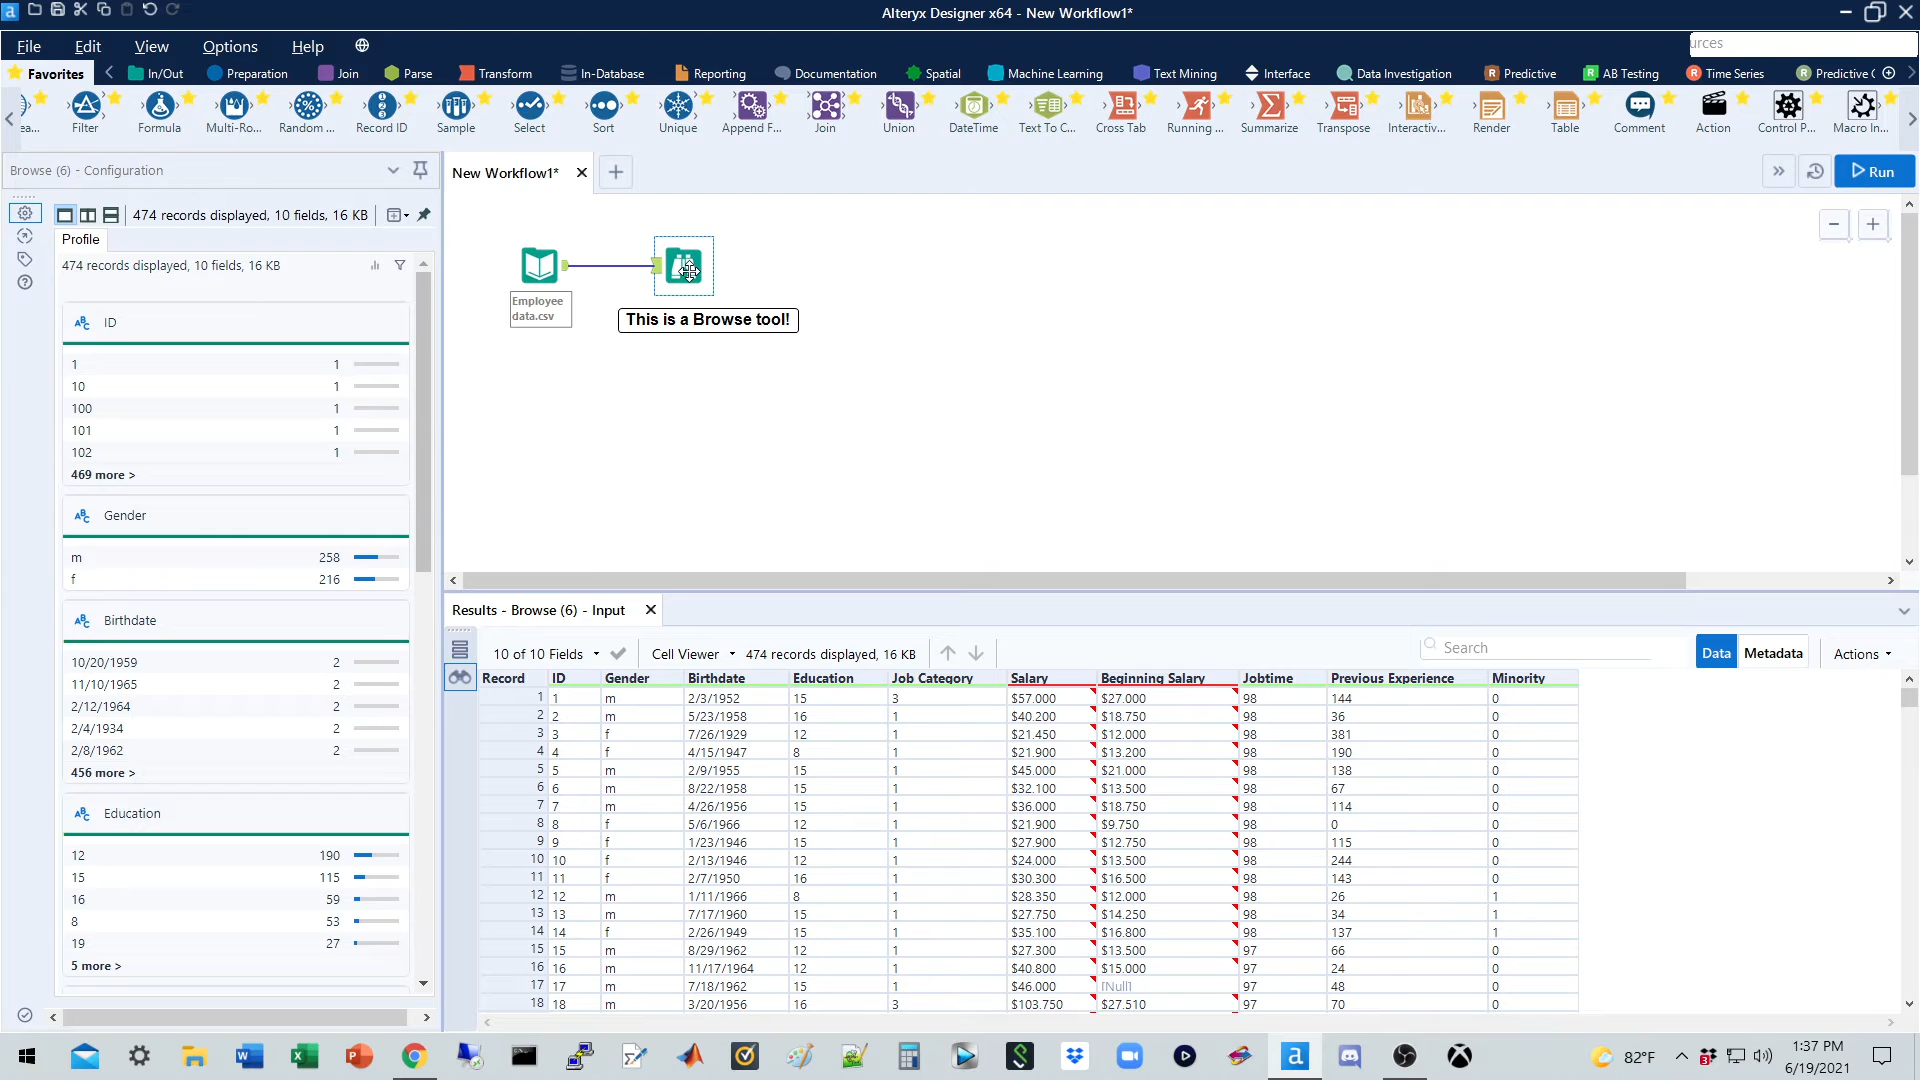 Alteryx Designer x64 - New Workflow1*
File Edit View Options Help
urces
Favorites In/Out Preparation Join Parse Transform In-Database Reporting Documentation Spatial Machine Learning Text Mining Interface Data Investigation Predictive AB Testing Time Series Predictive
ea... Filter Formula Multi-Ro... Random ... Record ID Sample Select Sort Unique Append F... Join Union DateTime Text To C... Cross Tab Running ... Summarize Transpose Interactiv... Render Table Comment Action Control P... Macro In...
Browse (6) - Configuration
New Workflow1*
Run
474 records displayed, 10 fields, 16 KB
Profile
474 records displayed, 10 fields, 16 KB
ID
1 1
10 1
100 1
101 1
102 1
469 more >
Gender
m 258
f 216
Birthdate
10/20/1959 2
11/10/1965 2
2/12/1964 2
2/4/1934 2
2/8/1962 2
456 more >
Education
12 190
15 115
16 59
8 53
19 27
5 more >
Employee
data.csv
This is a Browse tool!
Results - Browse (6) - Input
10 of 10 Fields Cell Viewer 474 records displayed, 16 KB Search Data Metadata Actions
Record ID Gender Birthdate Education Job Category Salary Beginning Salary Jobtime Previous Experience Minority
1 1 m 2/3/1952 15 3 $57.000 $27.000 98 144 0
2 2 m 5/23/1958 16 1 $40.200 $18.750 98 36 0
3 3 f 7/26/1929 12 1 $21.450 $12.000 98 381 0
4 4 f 4/15/1947 8 1 $21.900 $13.200 98 190 0
5 5 m 2/9/1955 15 1 $45.000 $21.000 98 138 0
6 6 m 8/22/1958 15 1 $32.100 $13.500 98 67 0
7 7 m 4/26/1956 15 1 $36.000 $18.750 98 114 0
8 8 f 5/6/1966 12 1 $21.900 $9.750 98 0 0
9 9 f 1/23/1946 15 1 $27.900 $12.750 98 115 0
10 10 f 2/13/1946 12 1 $24.000 $13.500 98 244 0
11 11 f 2/7/1950 16 1 $30.300 $16.500 98 143 0
12 12 m 1/11/1966 8 1 $28.350 $12.000 98 26 1
13 13 m 7/17/1960 15 1 $27.750 $14.250 98 34 1
14 14 f 2/26/1949 15 1 $35.100 $16.800 98 137 1
15 15 m 8/29/1962 12 1 $27.300 $13.500 97 66 0
16 16 m 11/17/1964 12 1 $40.800 $15.000 97 24 0
17 17 m 7/18/1962 15 1 $46.000 [Null] 97 48 0
18 18 m 3/20/1956 16 3 $103.750 $27.510 97 70 0
82°F
1:37 PM
6/19/2021